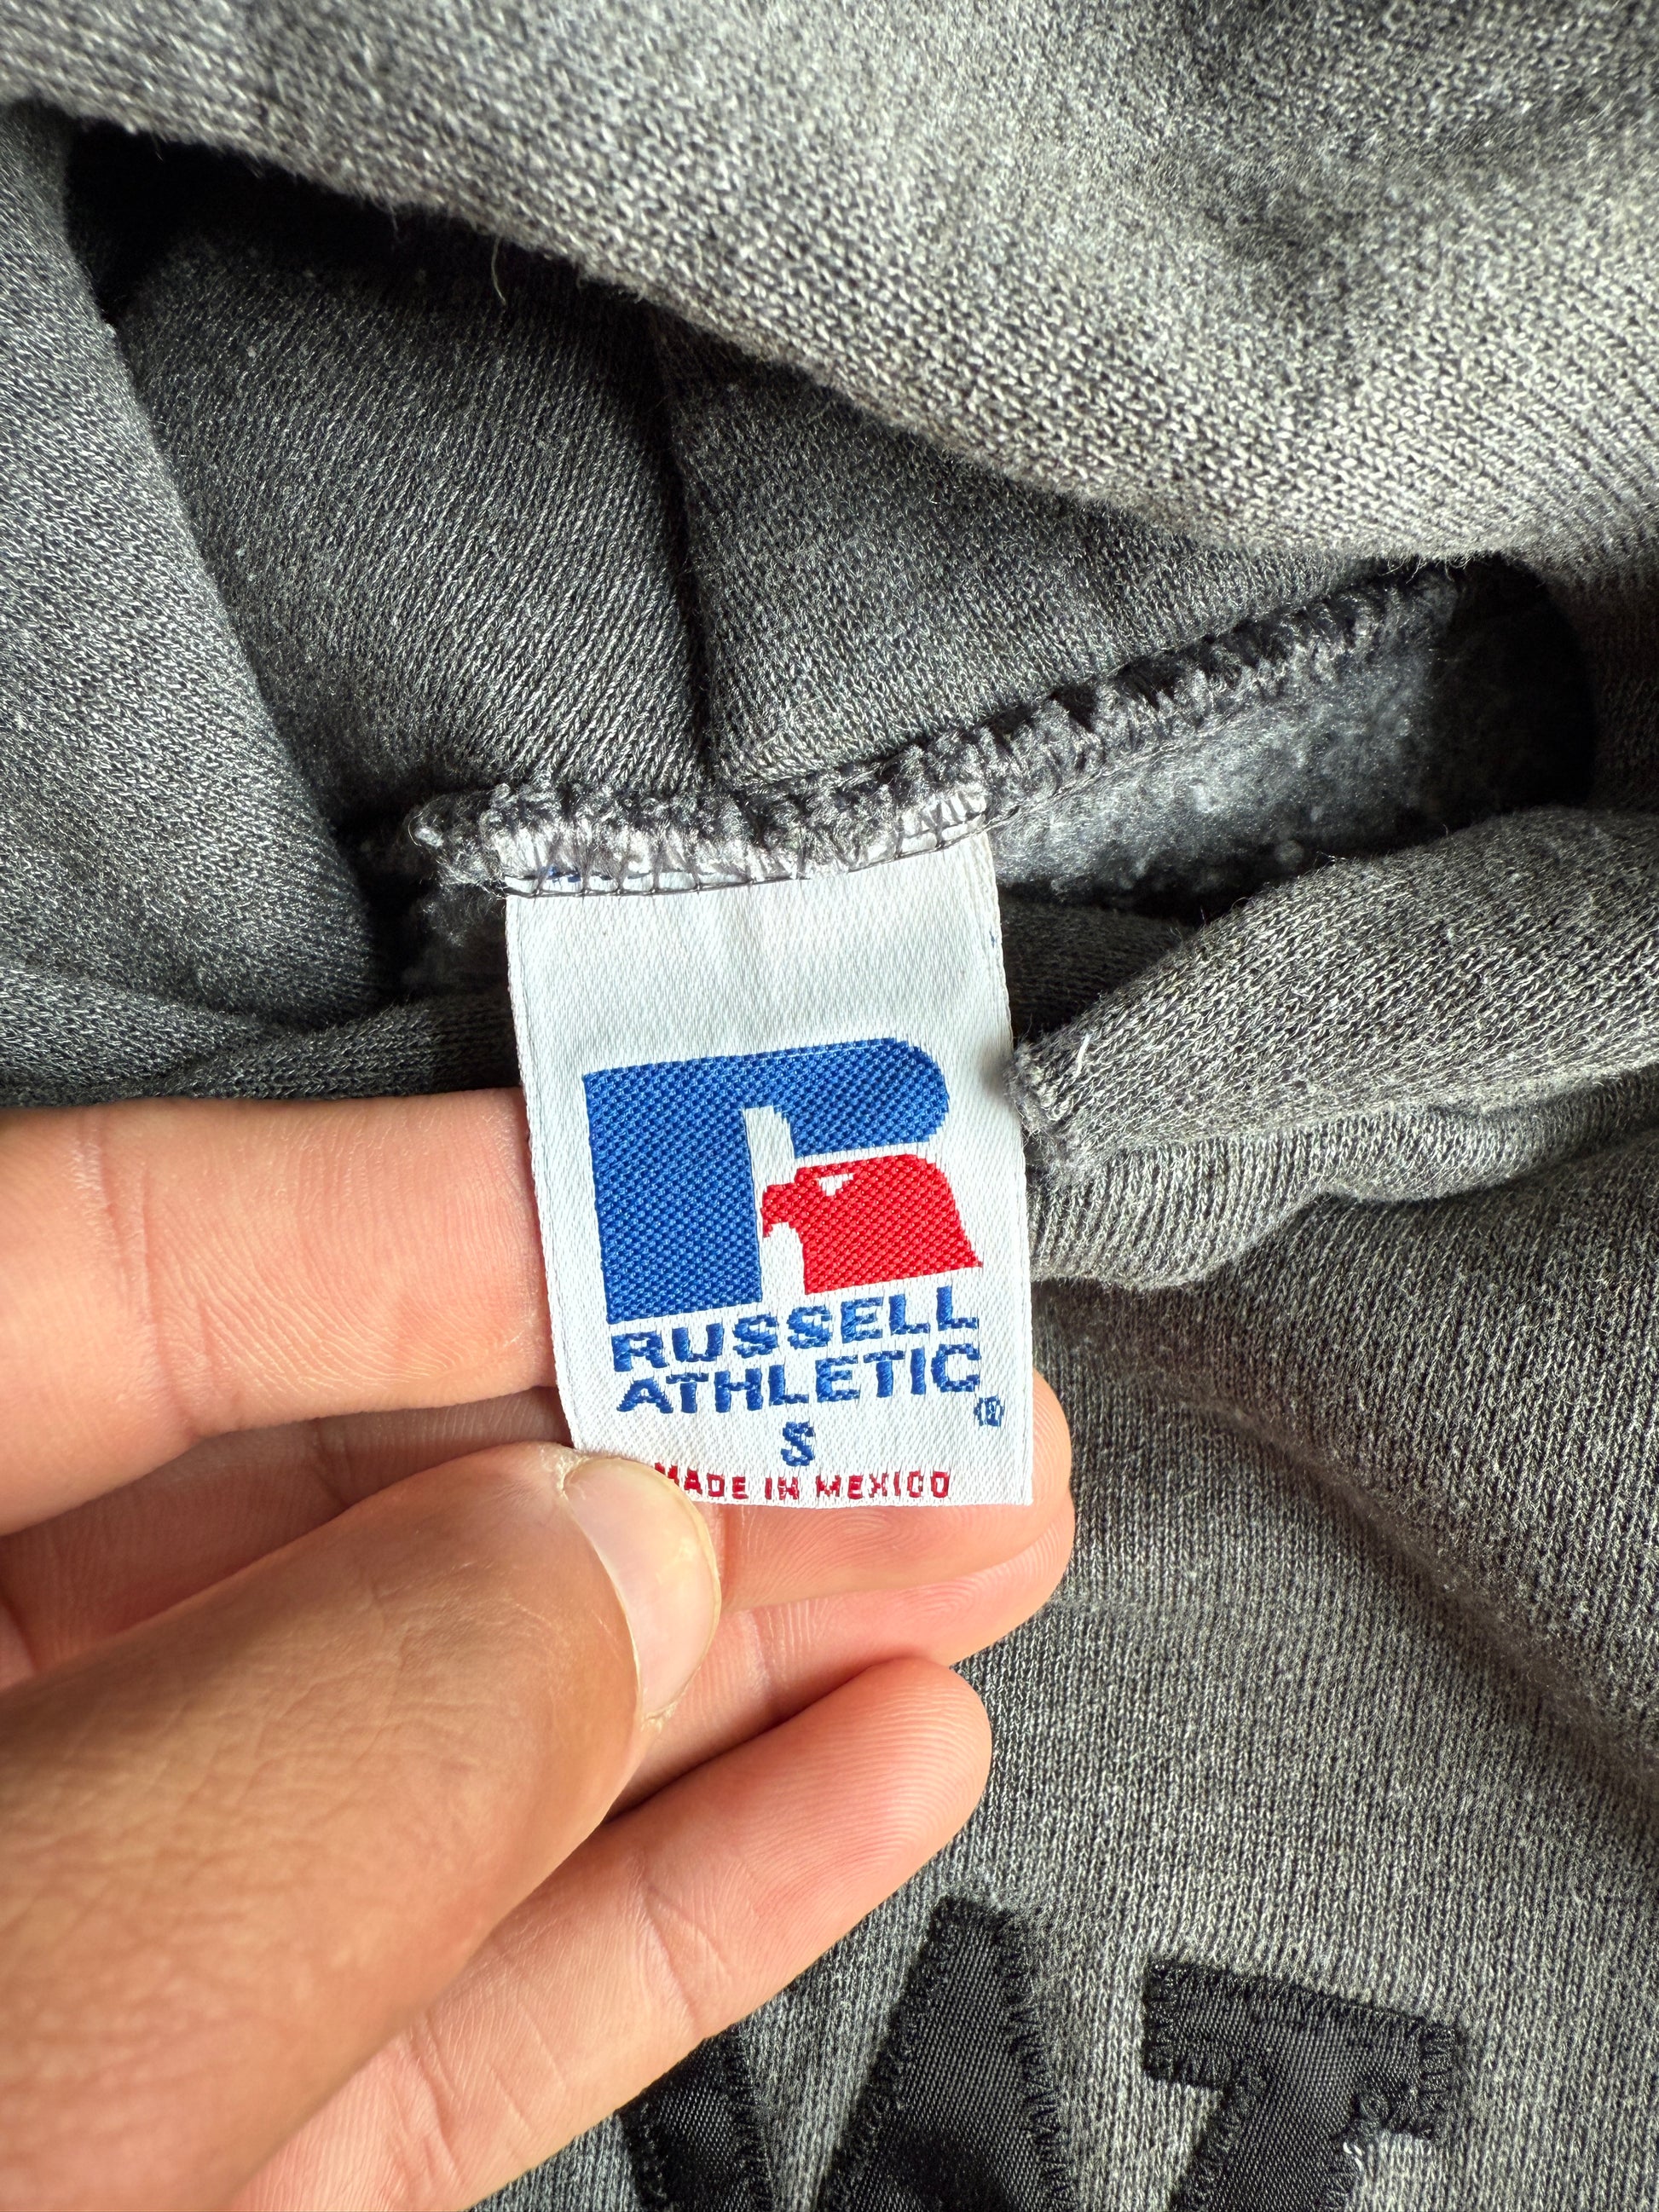 RUSSELL
ATHLETIC®
S
MADE IN MEXICO